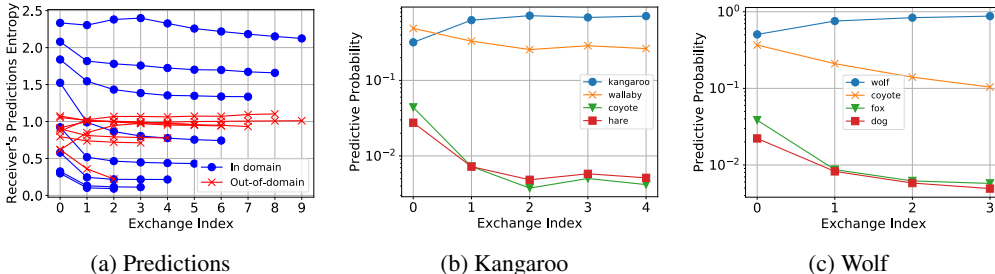 Receiver's Predictions Entropy
2.5
2.0
1.5
1.0
0.5
0.0
In domain
Out-of-domain
0 1 2 3 4 5 6 7 8 9
Exchange Index
(a) Predictions
Predictive Probability
10⁻¹
10⁻²
kangaroo
wallaby
coyote
hare
0 1 2 3 4
Exchange Index
(b) Kangaroo
Predictive Probability
10⁰
10⁻¹
10⁻²
wolf
coyote
fox
dog
0 1 2 3
Exchange Index
(c) Wolf